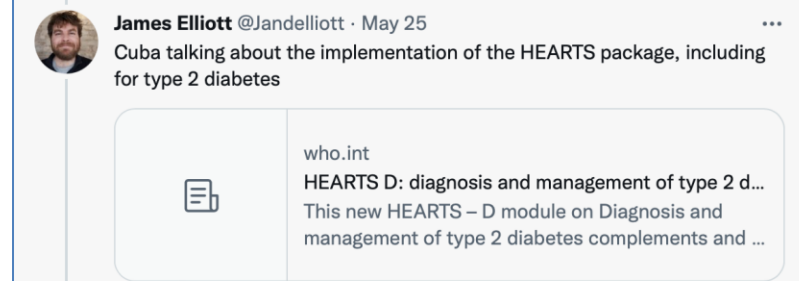 James Elliott @Jandelliott · May 25
Cuba talking about the implementation of the HEARTS package, including
for type 2 diabetes
who.int
HEARTS D: diagnosis and management of type 2 d...
This new HEARTS – D module on Diagnosis and
management of type 2 diabetes complements and ...